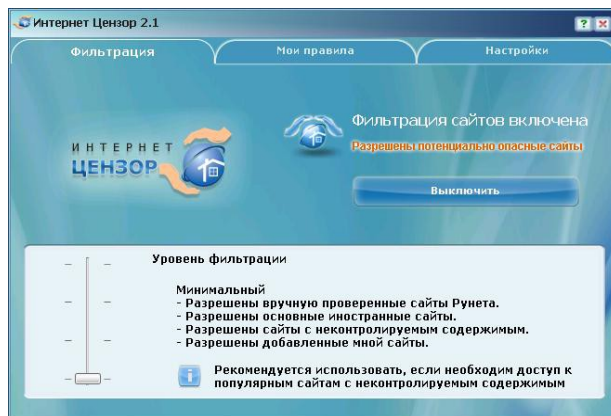 Интернет Цензор 2.1
Фильтрация
Мои правила
Настройки
ИНТЕРНЕТ
ЦЕНЗОР
Фильтрация сайтов включена
Разрешены потенциально опасные сайты
Выключить
Уровень фильтрации
Минимальный
- Разрешены вручную проверенные сайты Рунета.
- Разрешены основные иностранные сайты.
- Разрешены сайты с неконтролируемым содержимым.
- Разрешены добавленные мной сайты.
Рекомендуется использовать, если необходим доступ к
популярным сайтам с неконтролируемым содержимым